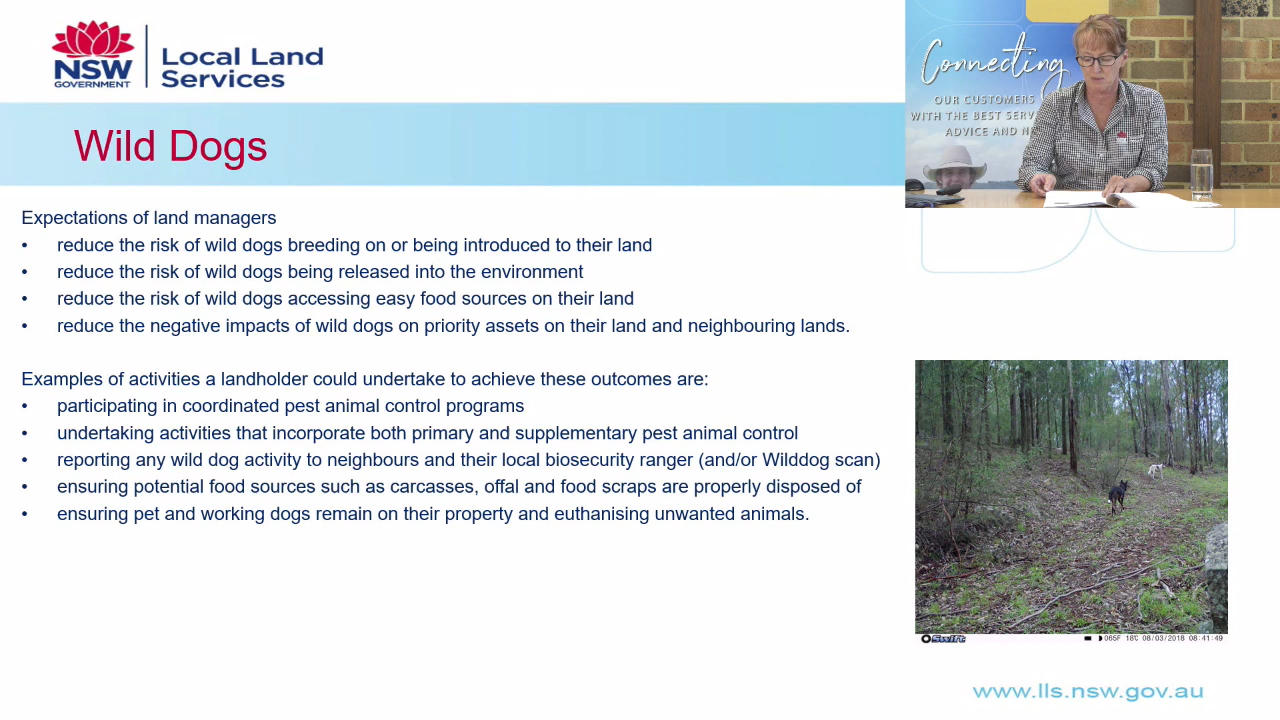 NSW
GOVERNMENT
Local Land
Services
Wild Dogs
Connecting
OUR CUSTOMERS
WITH THE BEST SERV
ADVICE AND N
Expectations of land managers
• reduce the risk of wild dogs breeding on or being introduced to their land
• reduce the risk of wild dogs being released into the environment
• reduce the risk of wild dogs accessing easy food sources on their land
• reduce the negative impacts of wild dogs on priority assets on their land and neighbouring lands.
Examples of activities a landholder could undertake to achieve these outcomes are:
• participating in coordinated pest animal control programs
• undertaking activities that incorporate both primary and supplementary pest animal control
• reporting any wild dog activity to neighbours and their local biosecurity ranger (and/or Wilddog scan)
• ensuring potential food sources such as carcasses, offal and food scraps are properly disposed of
• ensuring pet and working dogs remain on their property and euthanising unwanted animals.
Swift 065F 18℃ 08/03/2018 08:41:49
www.lls.nsw.gov.au